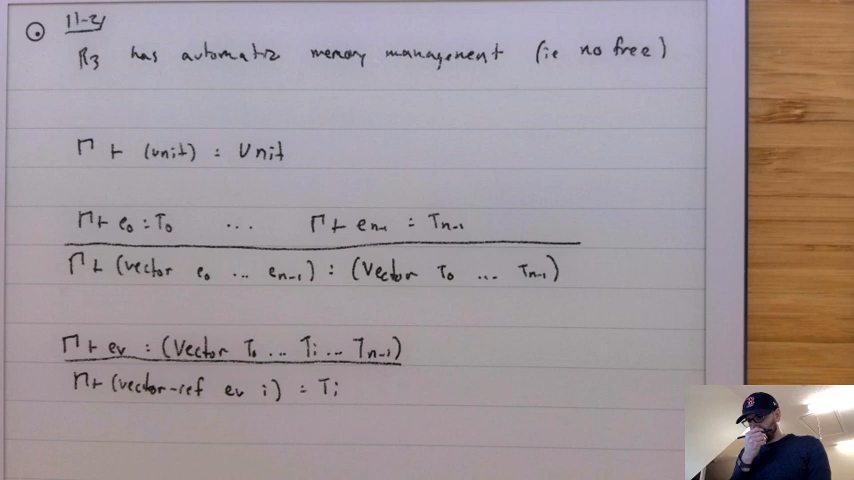 11-2/
R3 has automatic memory management (ie no free)
Γ ⊢ (unit) : Unit
Γ ⊢ e0 : T0 ... Γ ⊢ en-1 : Tn-1
Γ ⊢ (vector e0 ... en-1) : (Vector T0 ... Tn-1)
Γ ⊢ ev : (Vector T0 ... Ti ... Tn-1)
Γ ⊢ (vector-ref ev i) : Ti